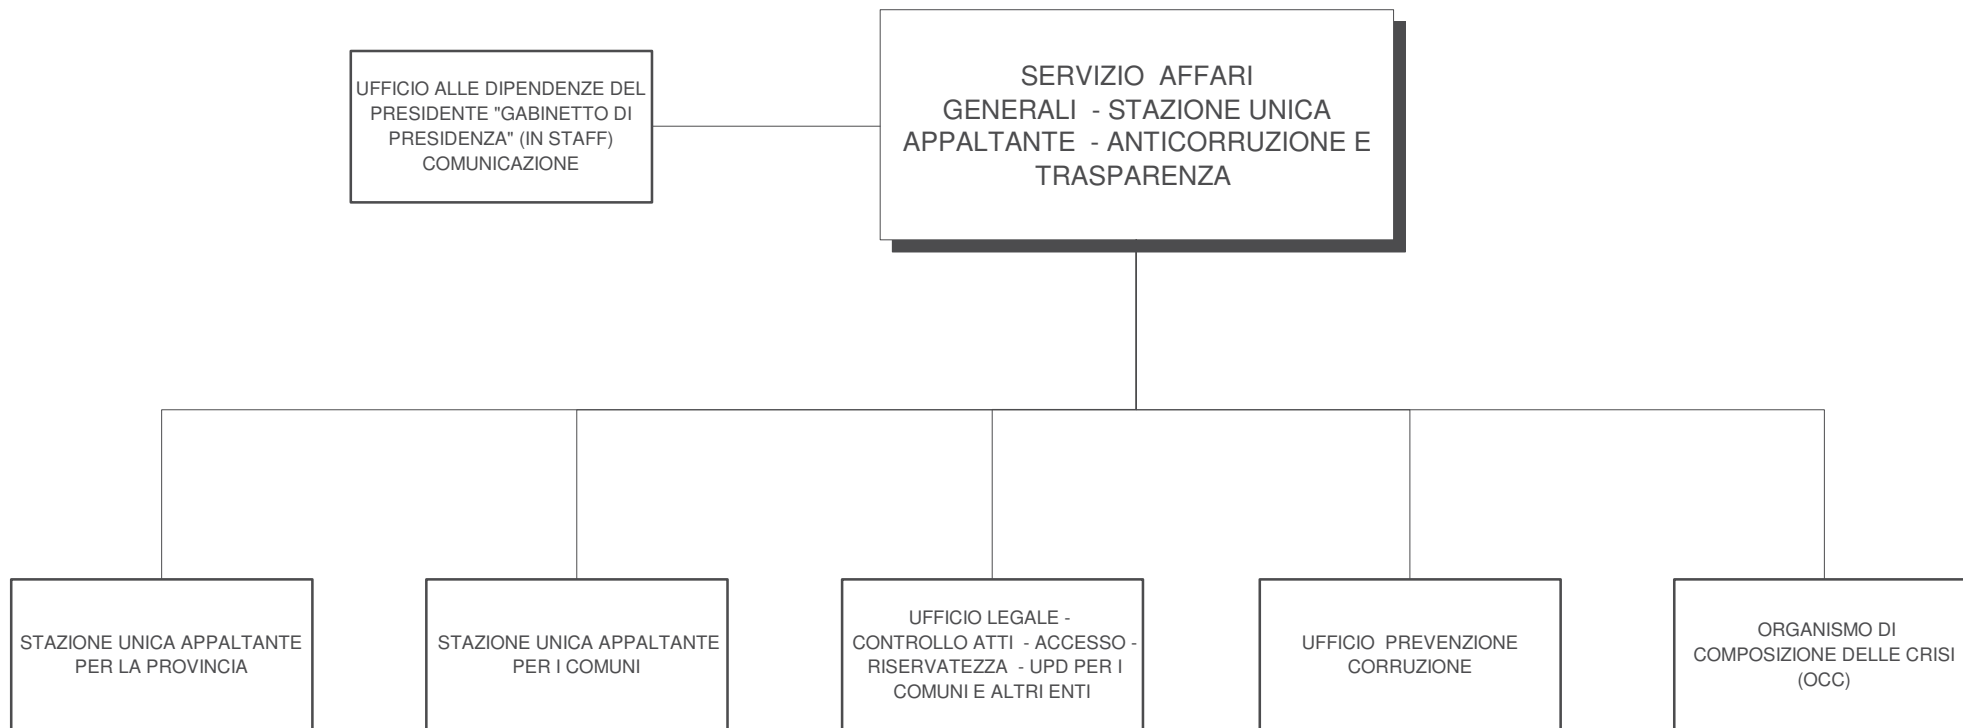 UFFICIO ALLE DIPENDENZE DEL
PRESIDENTE "GABINETTO DI
PRESIDENZA" (IN STAFF)
COMUNICAZIONE
SERVIZIO AFFARI
GENERALI - STAZIONE UNICA
APPALTANTE - ANTICORRUZIONE E
TRASPARENZA
STAZIONE UNICA APPALTANTE
PER LA PROVINCIA
STAZIONE UNICA APPALTANTE
PER I COMUNI
UFFICIO LEGALE -
CONTROLLO ATTI - ACCESSO -
RISERVATEZZA - UPD PER I
COMUNI E ALTRI ENTI
UFFICIO PREVENZIONE
CORRUZIONE
ORGANISMO DI
COMPOSIZIONE DELLE CRISI
(OCC)